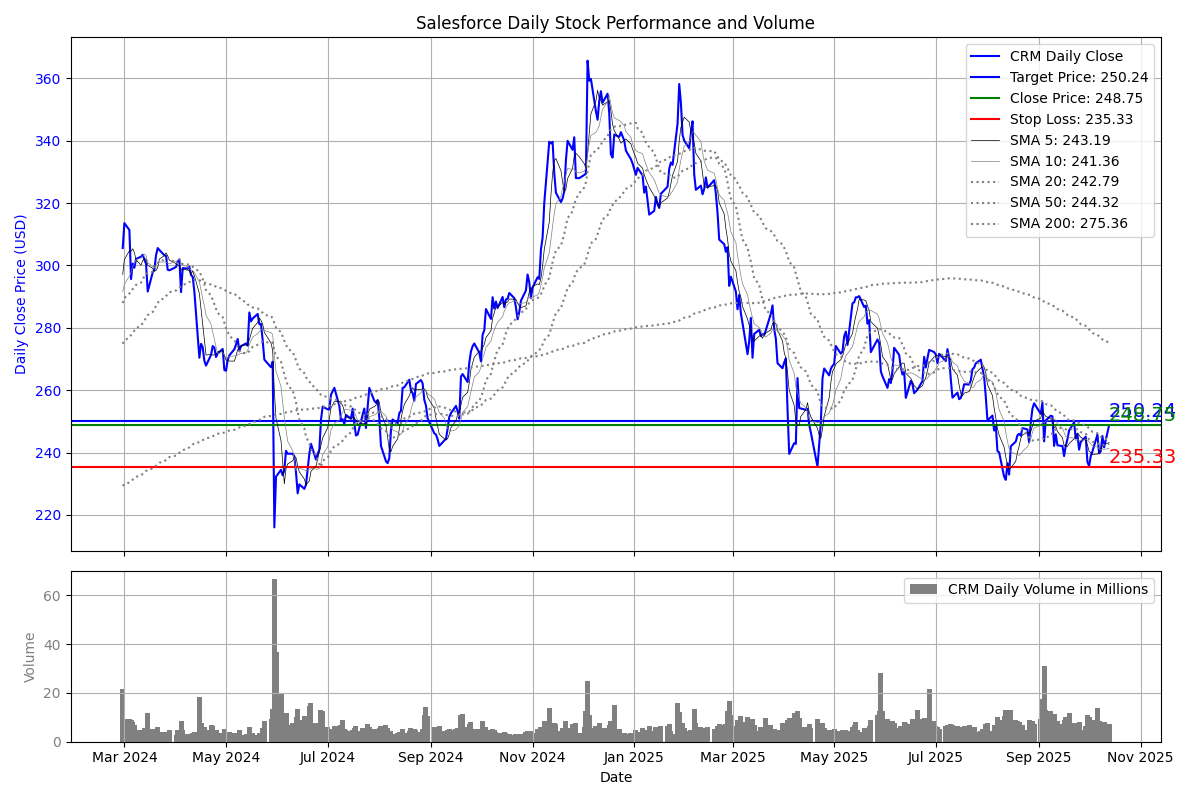 Salesforce Daily Stock Performance and Volume
Daily Close Price (USD)
360
340
320
300
280
260
240
220
CRM Daily Close
Target Price: 250.24
Close Price: 248.75
Stop Loss: 235.33
SMA 5: 243.19
SMA 10: 241.36
SMA 20: 242.79
SMA 50: 244.32
SMA 200: 275.36
250.24
248.75
235.33
Volume
60
40
20
0
CRM Daily Volume in Millions
Mar 2024 May 2024 Jul 2024 Sep 2024 Nov 2024 Jan 2025 Mar 2025 May 2025 Jul 2025 Sep 2025 Nov 2025
Date